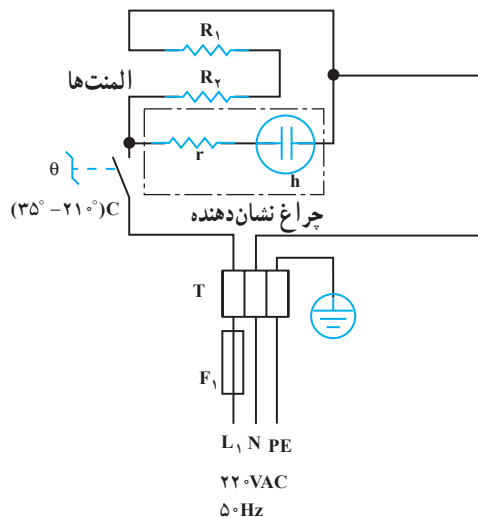 R۱
R۲
المنت‌ها
r
h
θ
(۳۵° – ۲۱۰°)C
چراغ نشان‌دهنده
T
F۱
L۱ N PE
۲۲۰VAC
۵۰Hz